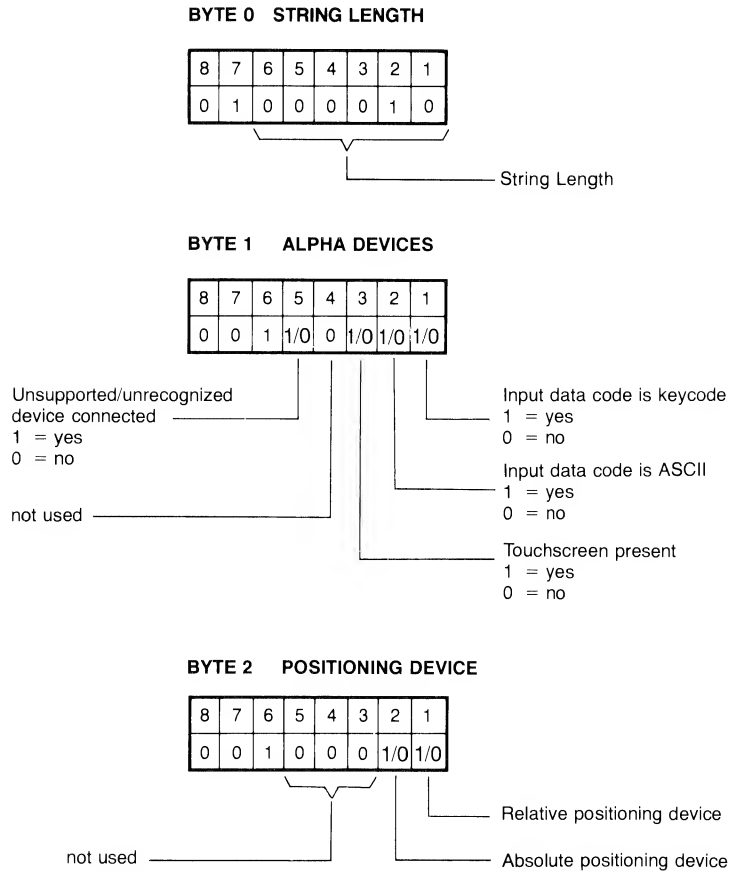 BYTE 0 STRING LENGTH
8 7 6 5 4 3 2 1
0 1 0 0 0 0 1 0
String Length
BYTE 1 ALPHA DEVICES
8 7 6 5 4 3 2 1
0 0 1 1/0 0 1/0 1/0 1/0
Unsupported/unrecognized
device connected
1 = yes
0 = no
not used
Input data code is keycode
1 = yes
0 = no
Input data code is ASCII
1 = yes
0 = no
Touchscreen present
1 = yes
0 = no
BYTE 2 POSITIONING DEVICE
8 7 6 5 4 3 2 1
0 0 1 0 0 0 1/0 1/0
not used
Relative positioning device
Absolute positioning device